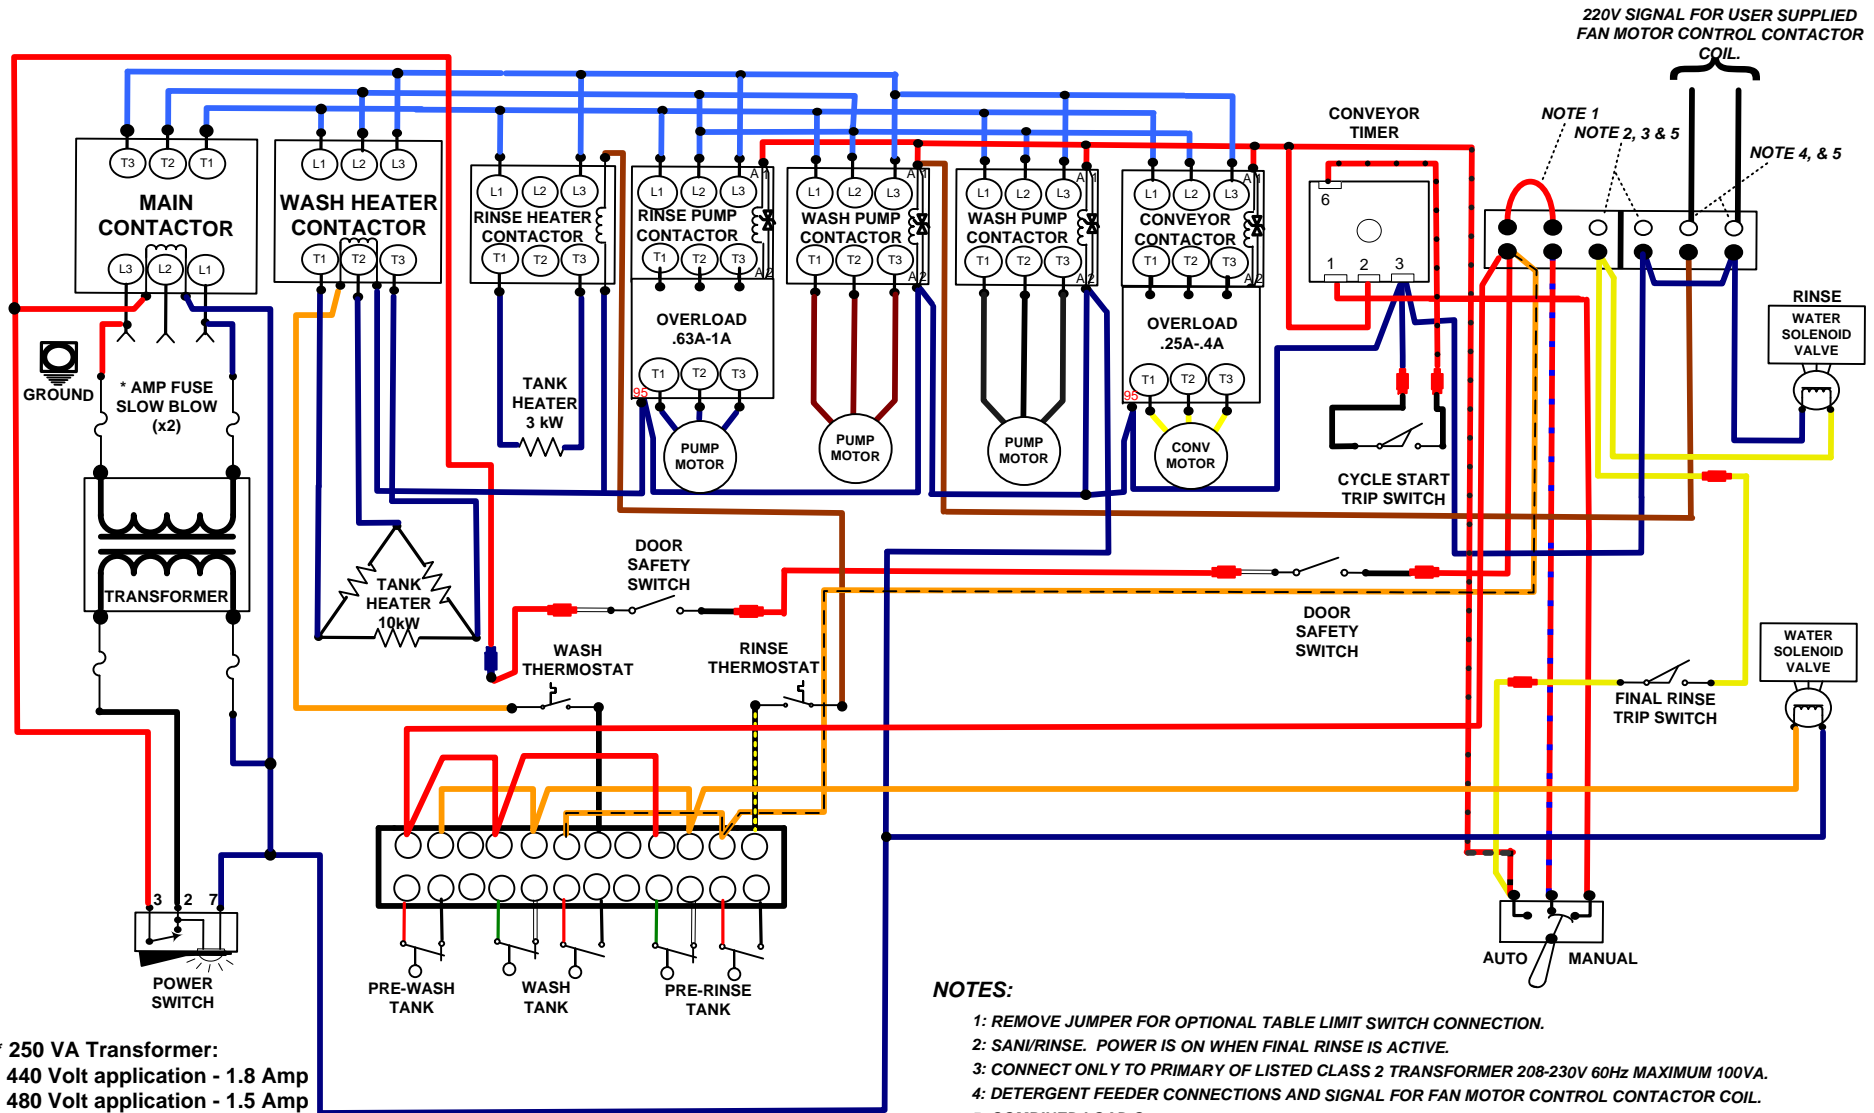 220V SIGNAL FOR USER SUPPLIED
FAN MOTOR CONTROL CONTACTOR
COIL.
CONVEYOR
TIMER
NOTE 1
NOTE 2, 3 & 5
NOTE 4, & 5
T3 T2 T1
MAIN
CONTACTOR
L3 L2 L1
L1 L2 L3
WASH HEATER
CONTACTOR
T1 T2 T3
L1 L2 L3
RINSE HEATER
CONTACTOR
T1 T2 T3
L1 L2 L3 A 1
RINSE PUMP
CONTACTOR
T1 T2 T3 A 2
OVERLOAD
.63A-1A
T1 T2 T3
95
L1 L2 L3 A 1
WASH PUMP
CONTACTOR
T1 T2 T3 A 2
L1 L2 L3 A 1
WASH PUMP
CONTACTOR
T1 T2 T3 A 2
L1 L2 L3 A 1
CONVEYOR
CONTACTOR
T1 T2 T3 A 2
OVERLOAD
.25A-.4A
T1 T2 T3
95
6
1 2 3
RINSE
WATER
SOLENOID
VALVE
GROUND
* AMP FUSE
SLOW BLOW
(x2)
TANK
HEATER
3 kW
PUMP
MOTOR
PUMP
MOTOR
PUMP
MOTOR
CONV
MOTOR
CYCLE START
TRIP SWITCH
TRANSFORMER
TANK
HEATER
10kW
DOOR
SAFETY
SWITCH
DOOR
SAFETY
SWITCH
WASH
THERMOSTAT
RINSE
THERMOSTAT
WATER
SOLENOID
VALVE
FINAL RINSE
TRIP SWITCH
3 2 7
POWER
SWITCH
PRE-WASH
TANK
WASH
TANK
PRE-RINSE
TANK
AUTO MANUAL
NOTES:
1: REMOVE JUMPER FOR OPTIONAL TABLE LIMIT SWITCH CONNECTION.
2: SANI/RINSE. POWER IS ON WHEN FINAL RINSE IS ACTIVE.
3: CONNECT ONLY TO PRIMARY OF LISTED CLASS 2 TRANSFORMER 208-230V 60Hz MAXIMUM 100VA.
4: DETERGENT FEEDER CONNECTIONS AND SIGNAL FOR FAN MOTOR CONTROL CONTACTOR COIL.
* 250 VA Transformer:
440 Volt application - 1.8 Amp
480 Volt application - 1.5 Amp